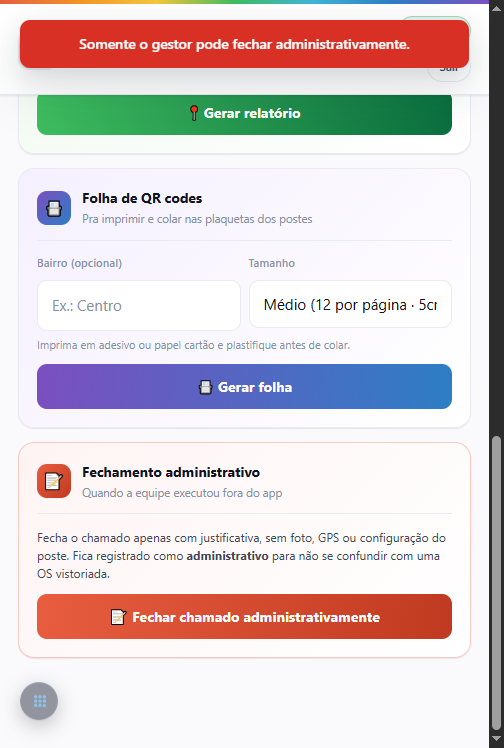 Somente o gestor pode fechar administrativamente.
Sair
Gerar relatório
Folha de QR codes
Pra imprimir e colar nas plaquetas dos postes
Bairro (opcional)
Tamanho
Ex.: Centro
Médio (12 por página · 5cm
Imprima em adesivo ou papel cartão e plastifique antes de colar.
Gerar folha
Fechamento administrativo
Quando a equipe executou fora do app
Fecha o chamado apenas com justificativa, sem foto, GPS ou configuração do
poste. Fica registrado como administrativo para não se confundir com uma
OS vistoriada.
Fechar chamado administrativamente